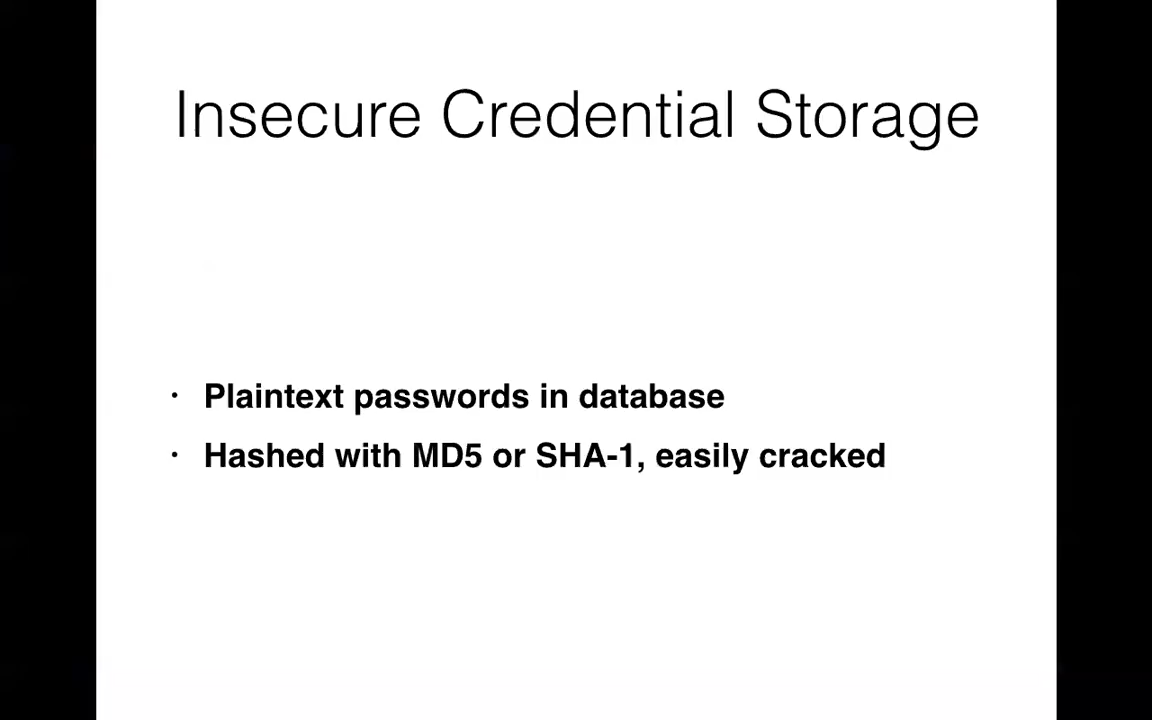 Insecure Credential Storage
· Plaintext passwords in database
· Hashed with MD5 or SHA-1, easily cracked